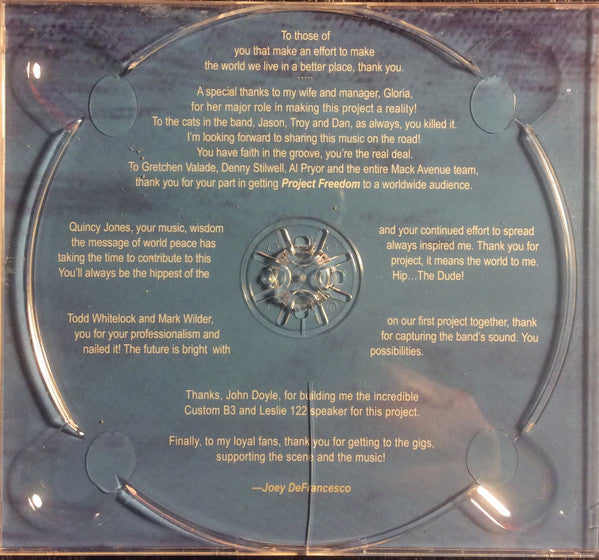 To those of
you that make an effort to make
the world we live in a better place, thank you.
.....
A special thanks to my wife and manager, Gloria,
for her major role in making this project a reality!
To the cats in the band, Jason, Troy and Dan, as always, you killed it.
I'm looking forward to sharing this music on the road!
You have faith in the groove, you're the real deal.
To Gretchen Valade, Denny Stilwell, Al Pryor and the entire Mack Avenue team,
thank you for your part in getting Project Freedom to a worldwide audience.
Quincy Jones, your music, wisdom and your continued effort to spread
the message of world peace has always inspired me. Thank you for
taking the time to contribute to this project, it means the world to me.
You'll always be the hippest of the Hip...The Dude!
Todd Whitelock and Mark Wilder, on our first project together, thank
you for your professionalism and for capturing the band's sound. You
nailed it! The future is bright with possibilities.
Thanks, John Doyle, for building me the incredible
Custom B3 and Leslie 122 speaker for this project.
Finally, to my loyal fans, thank you for getting to the gigs,
supporting the scene and the music!
—Joey DeFrancesco